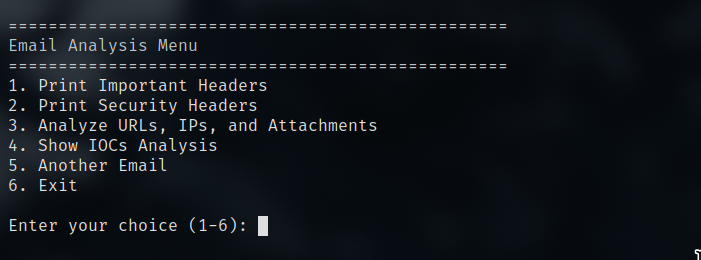 ==================================================
Email Analysis Menu
==================================================
1. Print Important Headers
2. Print Security Headers
3. Analyze URLs, IPs, and Attachments
4. Show IOCs Analysis
5. Another Email
6. Exit
Enter your choice (1-6):